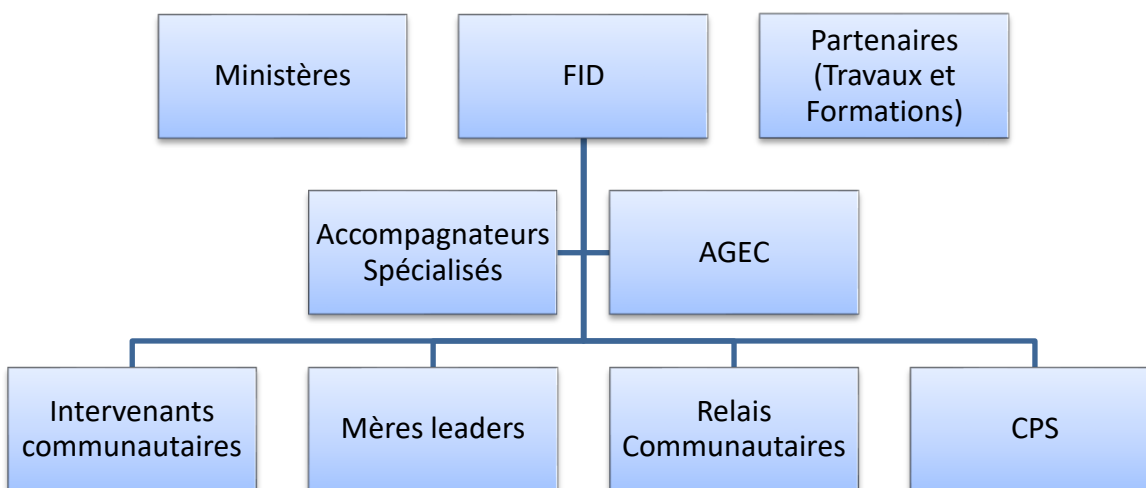 Ministères
FID
Partenaires
(Travaux et
Formations)
Accompagnateurs
Spécialisés
AGEC
Intervenants
communautaires
Mères leaders
Relais
Communautaires
CPS